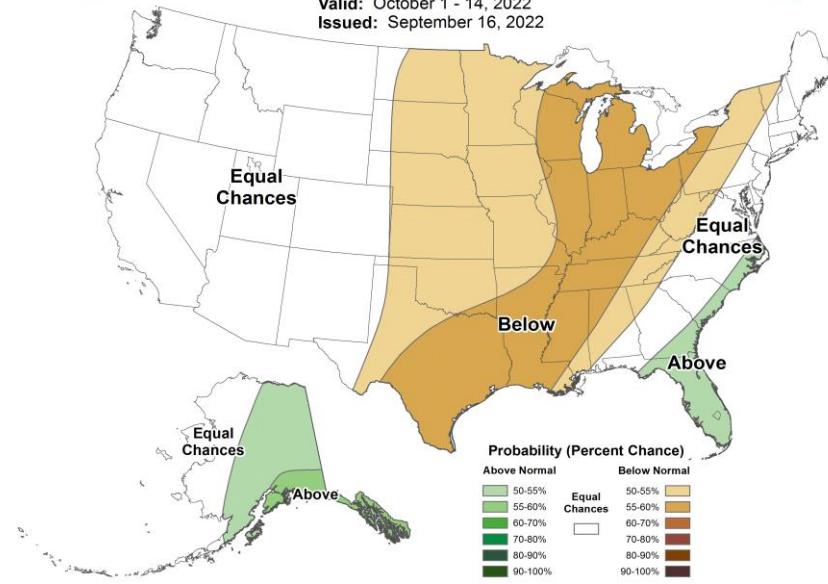 Valid: October 1 - 14, 2022
Issued: September 16, 2022
Equal
Chances
Equal
Chances
Below
Above
Equal
Chances
Above
Probability (Percent Chance)
Above Normal
Below Normal
50-55%
55-60%
60-70%
70-80%
80-90%
90-100%
Equal
Chances
50-55%
55-60%
60-70%
70-80%
80-90%
90-100%